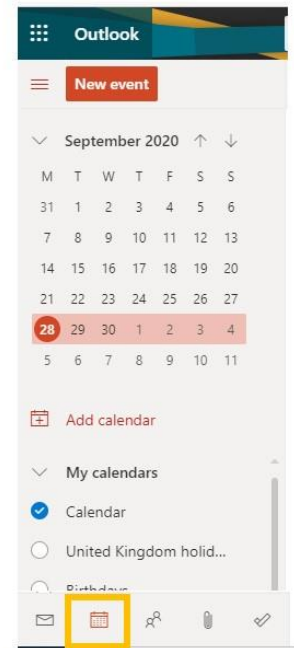 Outlook
New event
September 2020
M T W T F S S
31 1 2 3 4 5 6
7 8 9 10 11 12 13
14 15 16 17 18 19 20
21 22 23 24 25 26 27
28 29 30 1 2 3 4
5 6 7 8 9 10 11
Add calendar
My calendars
Calendar
United Kingdom holid...
Birthdays